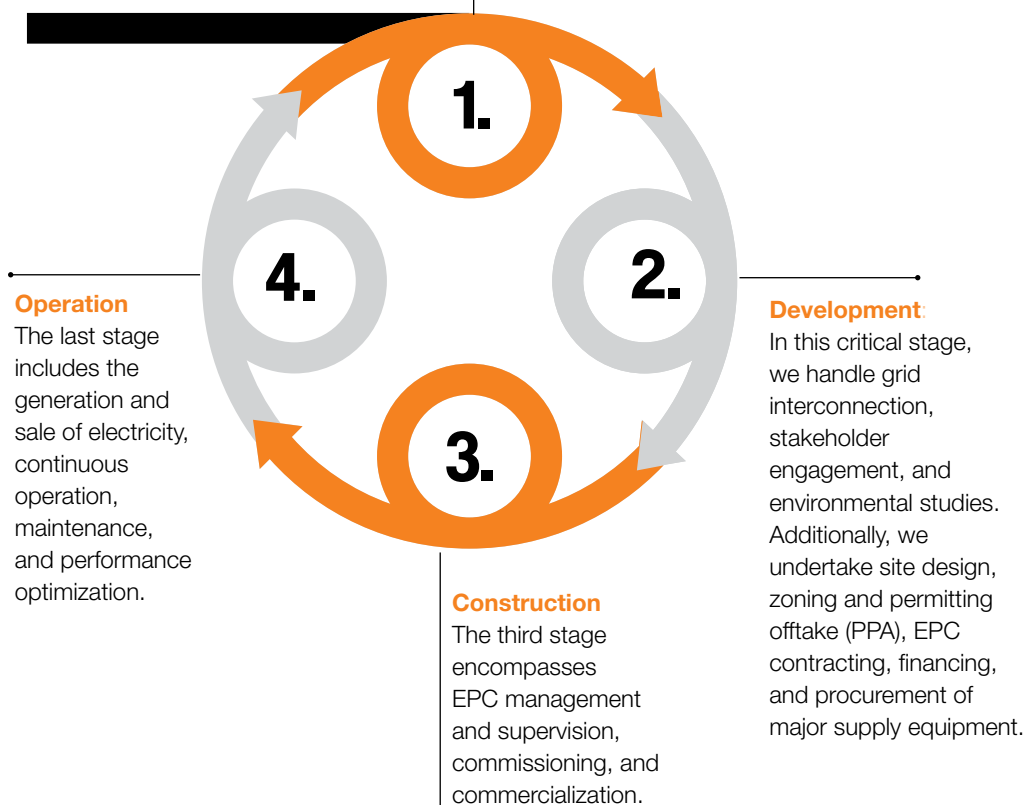 1.
2.
Development:
In this critical stage,
we handle grid
interconnection,
stakeholder
engagement, and
environmental studies.
Additionally, we
undertake site design,
zoning and permitting
offtake (PPA), EPC
contracting, financing,
and procurement of
major supply equipment.
3.
Construction
The third stage
encompasses
EPC management
and supervision,
commissioning, and
commercialization.
4.
Operation
The last stage
includes the
generation and
sale of electricity,
continuous
operation,
maintenance,
and performance
optimization.